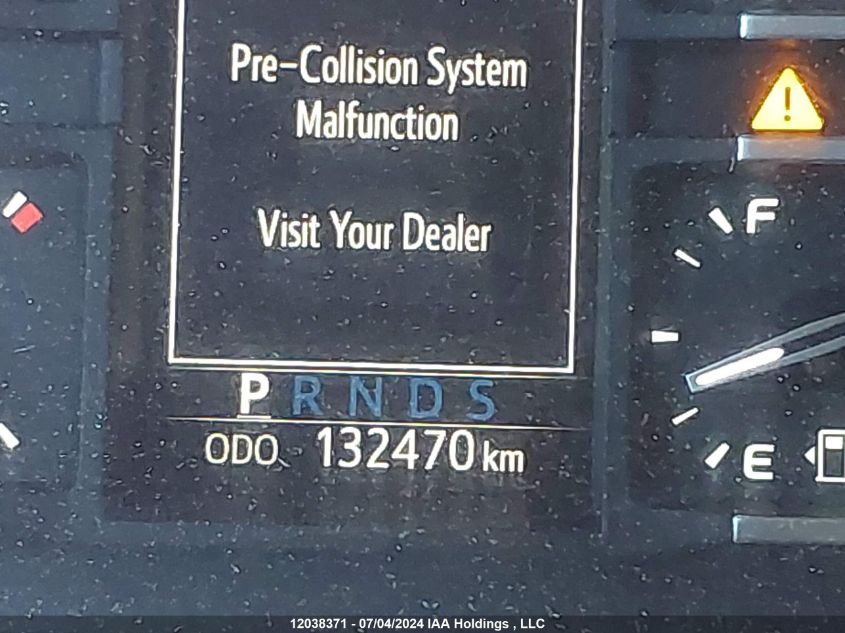 Pre-Collision System
Malfunction
Visit Your Dealer
F
P R N D S
ODO 132470 km
E
12038371 - 07/04/2024 IAA Holdings , LLC